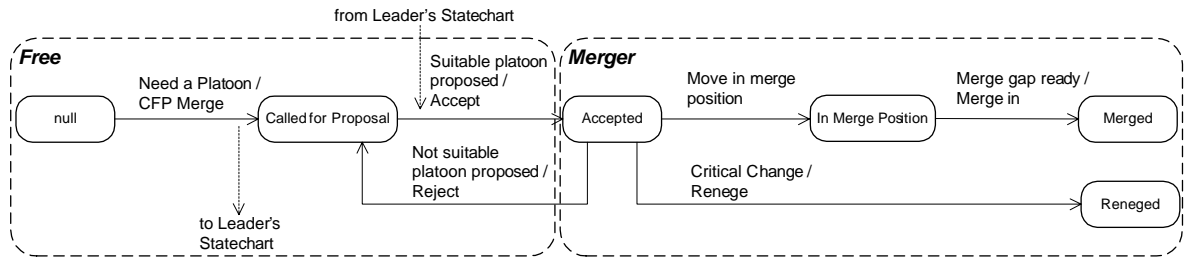 from Leader's Statechart
Free
Merger
Need a Platoon /
CFP Merge
Suitable platoon
proposed /
Accept
Move in merge
position
Merge gap ready /
Merge in
null
Called for Proposal
Accepted
In Merge Position
Merged
Not suitable
platoon proposed /
Reject
Critical Change /
Renege
Reneged
to Leader's
Statechart